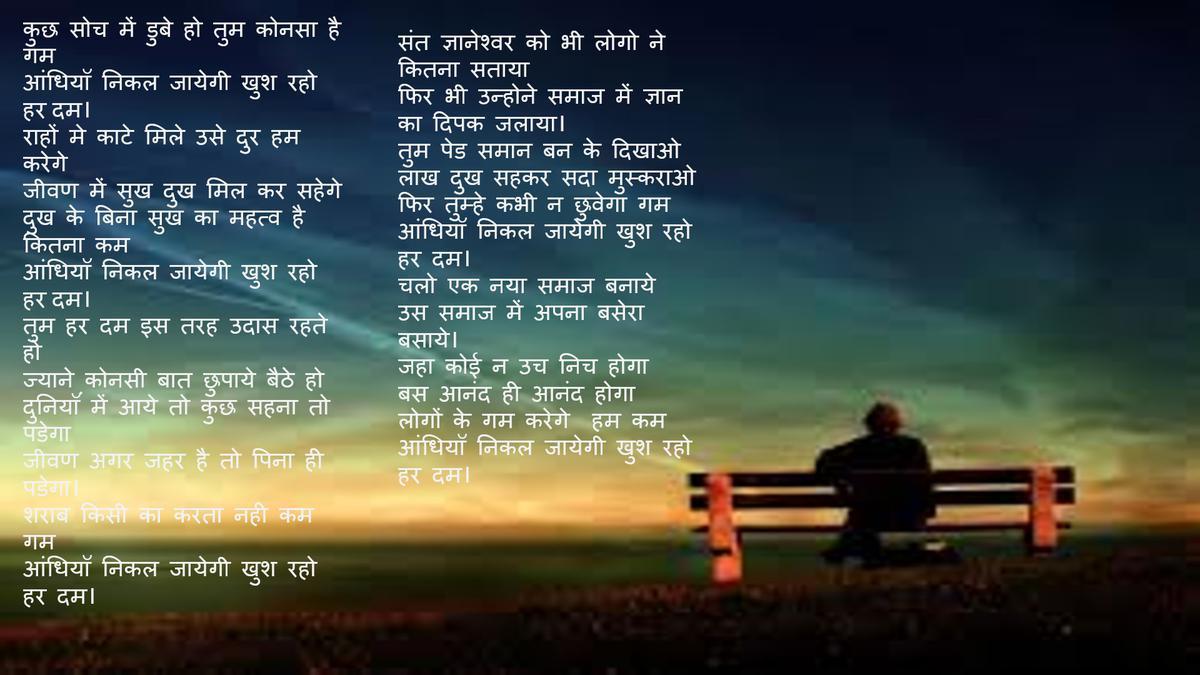 कुछ सोच में डुबे हो तुम कोनसा है
गम
आंधियॉ निकल जायेगी खुश रहो
हर दम।
राहों मे काटे मिले उसे दुर हम
करेगे
जीवण में सुख दुख मिल कर सहेगे
दुख के बिना सुख का महत्व है
कितना कम
आंधियॉ निकल जायेगी खुश रहो
हर दम।
तुम हर दम इस तरह उदास रहते
हो
ज्याने कोनसी बात छुपाये बैठे हो
दुनियॉ में आये तो कुछ सहना तो
पडेगा
जीवण अगर जहर है तो पिना ही
पडेगा।
शराब किसी का करता नही कम
गम
आंधियॉ निकल जायेगी खुश रहो
हर दम।
संत ज्ञानेश्वर को भी लोगो ने
कितना सताया
फिर भी उन्होने समाज में ज्ञान
का दिपक जलाया।
तुम पेड समान बन के दिखाओ
लाख दुख सहकर सदा मुस्कराओ
फिर तुम्हे कभी न छुवेगा गम
आंधियॉ निकल जायेगी खुश रहो
हर दम।
चलो एक नया समाज बनाये
उस समाज में अपना बसेरा
बसाये।
जहा कोई न उच निच होगा
बस आनंद ही आनंद होगा
लोगों के गम करेगे हम कम
आंधियॉ निकल जायेगी खुश रहो
हर दम।